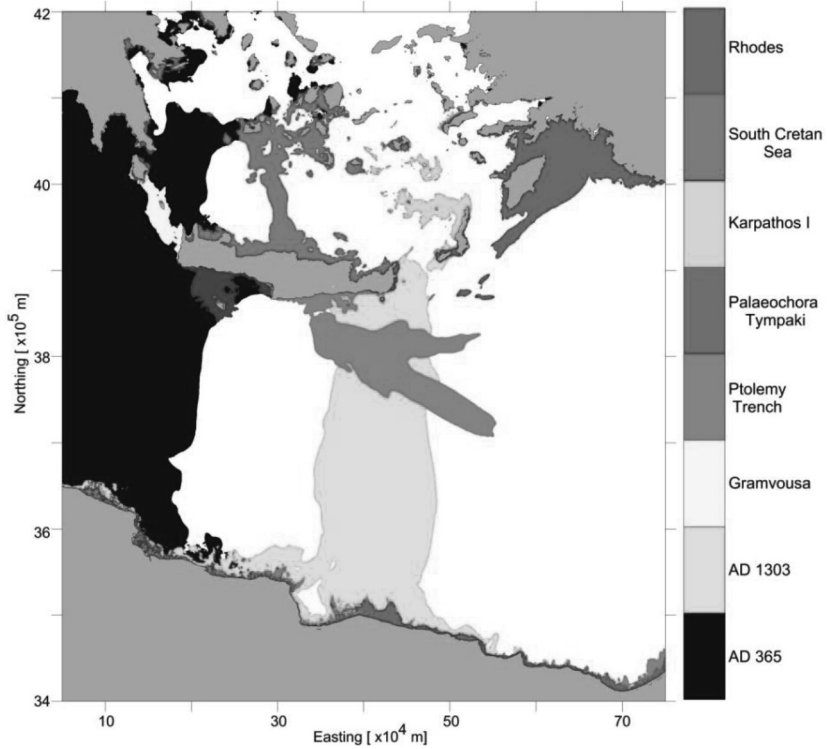 42
40
38
36
34
Northing [ x10^5 m]
10
30
50
70
Easting [ x10^4 m]
Rhodes
South Cretan
Sea
Karpathos I
Palaeochora
Tympaki
Ptolemy
Trench
Gramvousa
AD 1303
AD 365